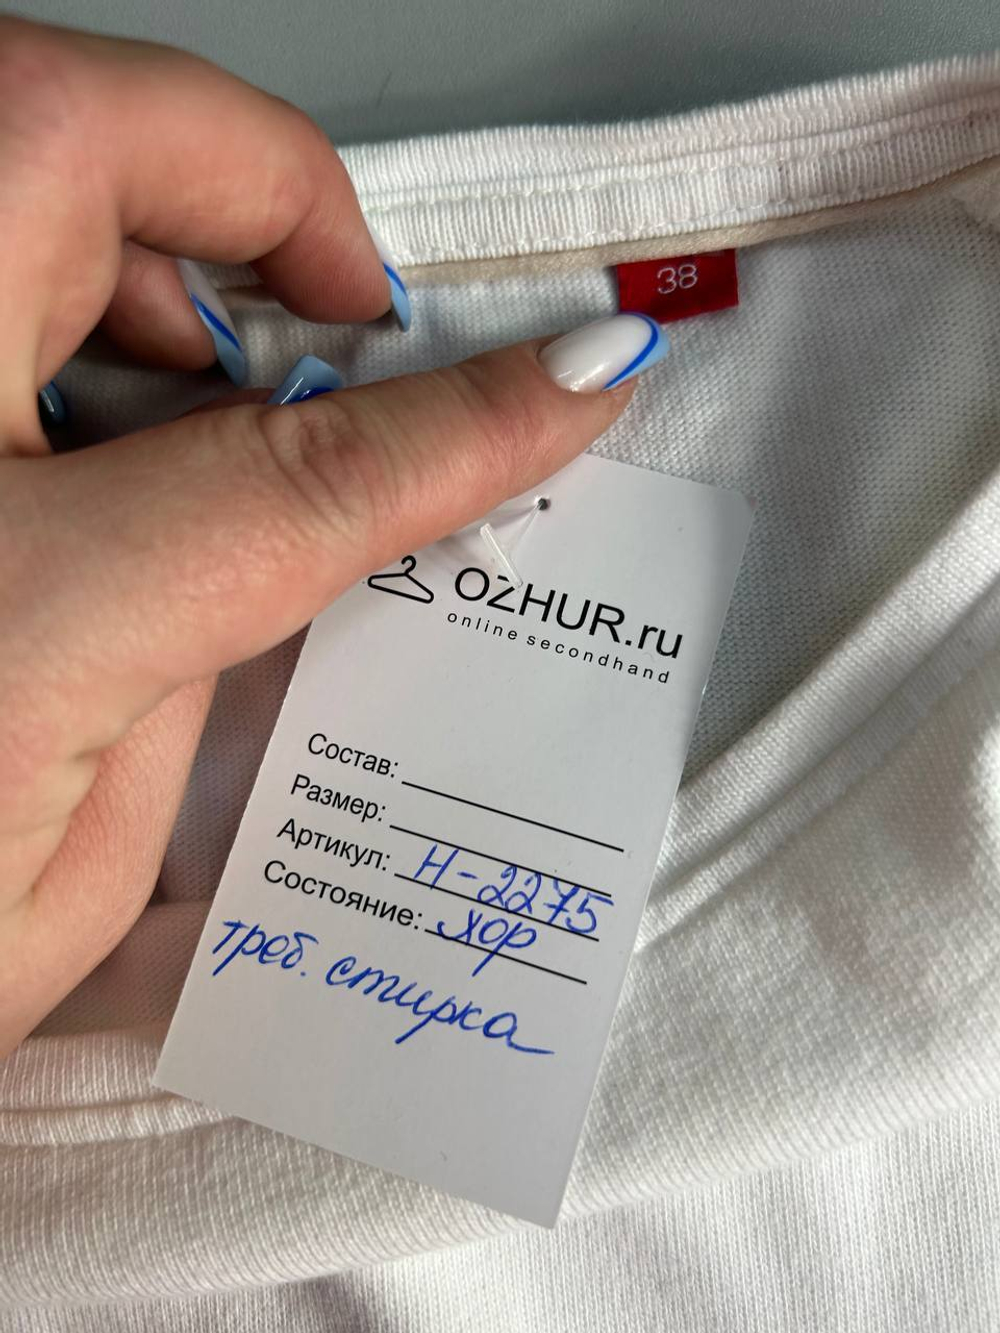 38
OZHUR.ru
online secondhand
Состав:
Размер:
Артикул: Н-2275
Состояние: хор
треб. стирка